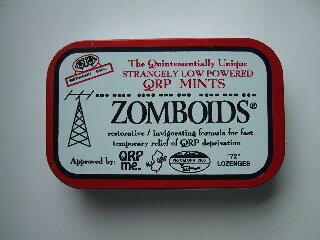 The Quintessentially Unique
STRANGELY LOW POWERED
QRP MINTS
ZOMBOIDS®
restorative / invigorating formula for fast
temporary relief of QRP deprivation
Approved by:
QRP
me.
"72"
LOZENGES